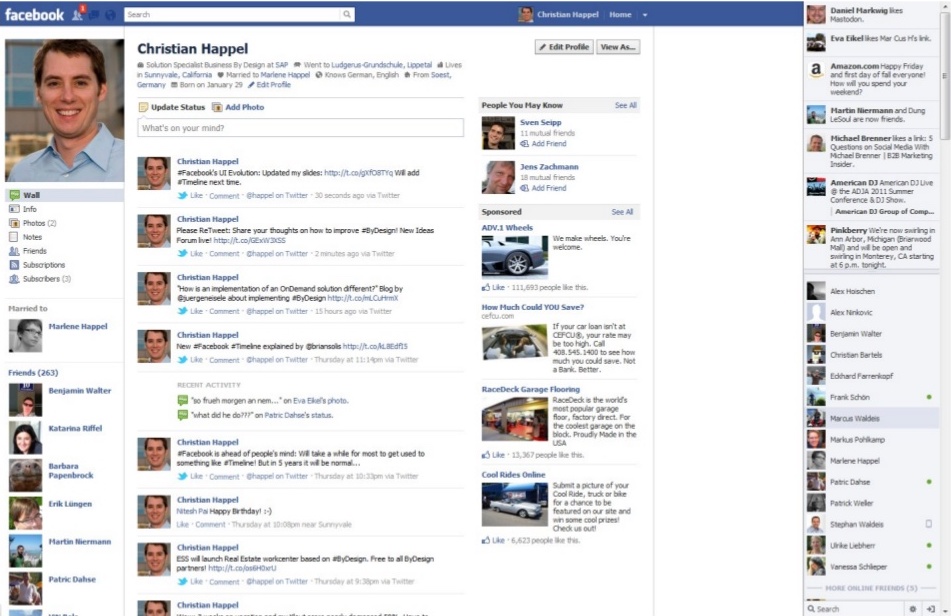 facebook
1
Search
Christian Happel
Home
Christian Happel
Edit Profile
View As...
Solution Specialist Business By Design at SAP Went to Ludgerus-Grundschule, Lippetal Lives
in Sunnyvale, California Married to Marlene Happel Knows German, English From Soest,
Germany Born on January 29 Edit Profile
Update Status Add Photo
What's on your mind?
Christian Happel
#Facebook's UI Evolution: Updated my slides: Will add
#Timeline next time.
Like · Comment · @happel on Twitter · 30 seconds ago via Twitter
Christian Happel
Please ReTweet: Share your thoughts on how to improve #ByDesign! New Ideas
Forum live! http://t.co/GExW3XSS
Like · Comment · @happel on Twitter · 2 minutes ago via Twitter
Christian Happel
"How is an implementation of an OnDemand solution different?" Blog by
@juergeneisele about implementing #ByDesign http://t.co/mLCuHrmX
Like · Comment · @happel on Twitter · 15 hours ago via Twitter
Christian Happel
New #Facebook #Timeline explained by @briansolis
Like · Comment · @happel on Twitter · Thursday at 11:14pm via Twitter
RECENT ACTIVITY
"so frueh morgen an nem..." on Eva Eikel's photo.
"what did he do???" on Patric Dahse's status.
Christian Happel
#Facebook is ahead of people's mind: Will take a while for most to get used to
something like #Timeline! But in 5 years it will be normal...
Like · Comment · @happel on Twitter · Thursday at 10:33pm via Twitter
Christian Happel
Nitesh Pai Happy Birthday! :-)
Like · Comment · Thursday at 10:08pm near Sunnyvale
Christian Happel
ESS will launch Real Estate workcenter based on #ByDesign. Free to all ByDesign
partners!
Like · Comment · @happel on Twitter · Thursday at 9:38pm via Twitter
Christian Happel
Wall
Info
Photos (2)
Notes
Friends
Subscriptions
Subscribers (3)
Married to
Marlene Happel
Friends (263)
Benjamin Walter
Katarina Riffel
Barbara
Papenbrock
Erik Lüngen
Martin Niermann
Patric Dahse
People You May Know
See All
Sven Seipp
11 mutual friends
Add Friend
Jens Zachmann
18 mutual friends
Add Friend
Sponsored
See All
ADV.1 Wheels
We make wheels. You're
welcome.
Like · 111,693 people like this.
How Much Could YOU Save?
cefcu.com
If your car loan isn't at
CEFCU®, your rate may
be too high. Call
408.545.1400 to see how
much you could save. Not
a Bank. Better.
RaceDeck Garage Flooring
RaceDeck is the world's
most popular garage
floor, factory direct. For
the coolest garage on the
block. Proudly Made in the
USA
Like · 13,367 people like this.
Cool Rides Online
Submit a picture of your
Cool Ride, truck or bike
for a chance to be
featured on our site and
win some cool prizes!
Check us out!
Like · 6,623 people like this.
Daniel Markwig likes
Mastodon.
Eva Eikel likes Mar Cus H's link.
Amazon.com Happy Friday
and first day of fall everyone!
How will you spend your
weekend?
Martin Niermann and Dung
LeSoul are now friends.
Michael Brenner likes a link: 5
Questions on Social Media With
Michael Brenner | B2B Marketing
Insider.
American DJ American DJ Live
@ the ADJA 2011 Summer
Conference & DJ Show.
American DJ Group of Comp...
Pinkberry We're now swirling in
Ann Arbor, Michigan (Briarwood
Mall) and will be open and
swirling in Monterey, CA starting
at 6 p.m. tonight.
Alex Hoischen
Alex Ninkovic
Benjamin Walter
Christian Bartels
Eckhard Farrenkopf
Frank Schön
Marcus Waldeis
Markus Pohlkamp
Marlene Happel
Patric Dahse
Patrick Weller
Stephan Waldeis
Ulrike Liebherr
Vanessa Schlieper
MORE ONLINE FRIENDS (5)
Search